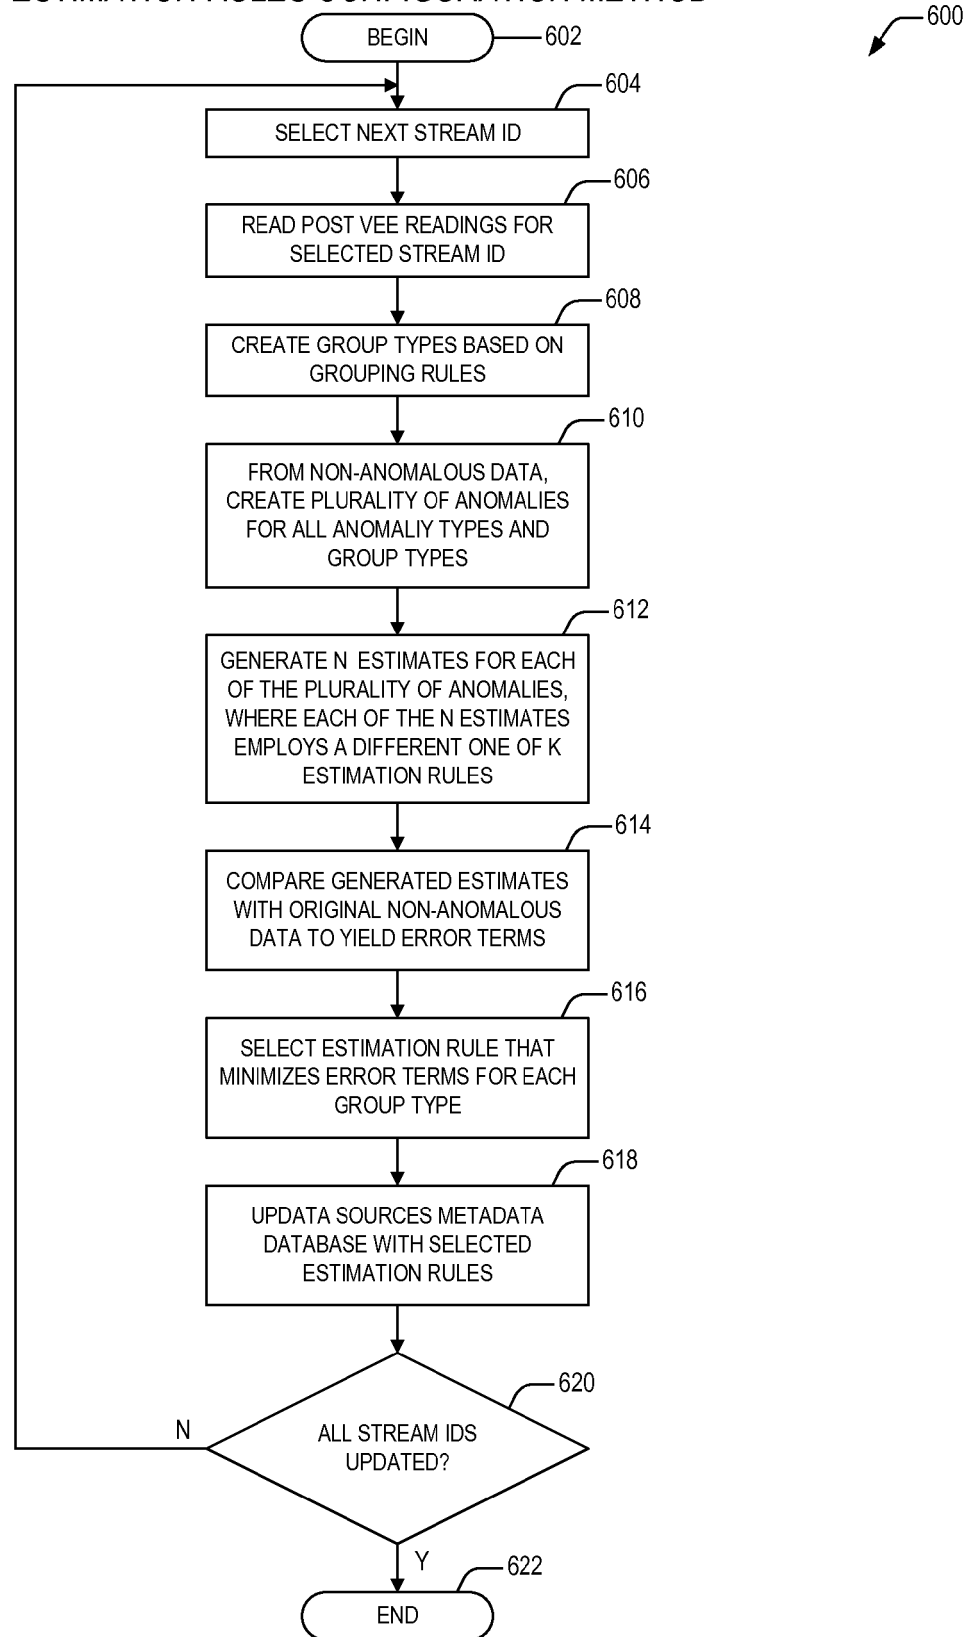 ESTIMATION RULES CONFIGURATION METHOD
600
BEGIN
602
604
SELECT NEXT STREAM ID
606
READ POST VEE READINGS FOR
SELECTED STREAM ID
608
CREATE GROUP TYPES BASED ON
GROUPING RULES
610
FROM NON-ANOMALOUS DATA,
CREATE PLURALITY OF ANOMALIES
FOR ALL ANOMALIY TYPES AND
GROUP TYPES
612
GENERATE N ESTIMATES FOR EACH
OF THE PLURALITY OF ANOMALIES,
WHERE EACH OF THE N ESTIMATES
EMPLOYS A DIFFERENT ONE OF K
ESTIMATION RULES
614
COMPARE GENERATED ESTIMATES
WITH ORIGINAL NON-ANOMALOUS
DATA TO YIELD ERROR TERMS
616
SELECT ESTIMATION RULE THAT
MINIMIZES ERROR TERMS FOR EACH
GROUP TYPE
618
UPDATA SOURCES METADATA
DATABASE WITH SELECTED
ESTIMATION RULES
620
N
ALL STREAM IDS
UPDATED?
Y
622
END